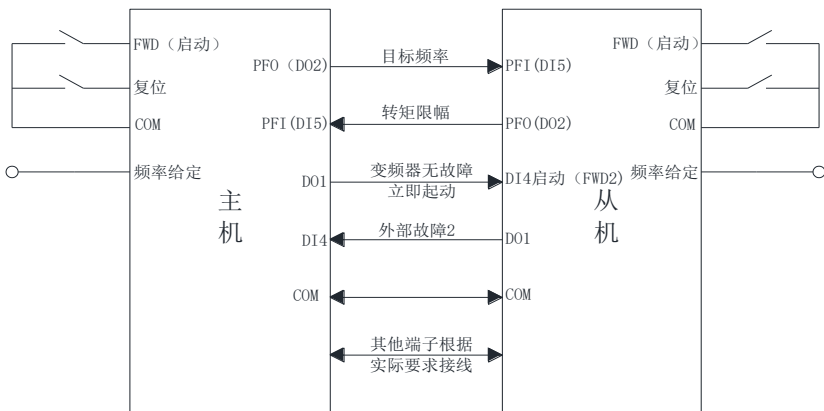 FWD（启动）
复位
COM
频率给定
主
机
PFO（DO2）
PFI(DI5)
DO1
DI4
COM
目标频率
转矩限幅
变频器无故障
立即起动
外部故障2
其他端子根据
实际要求接线
PFI(DI5)
PFO(DO2)
DI4启动（FWD2）
DO1
COM
从
机
FWD（启动）
复位
COM
频率给定